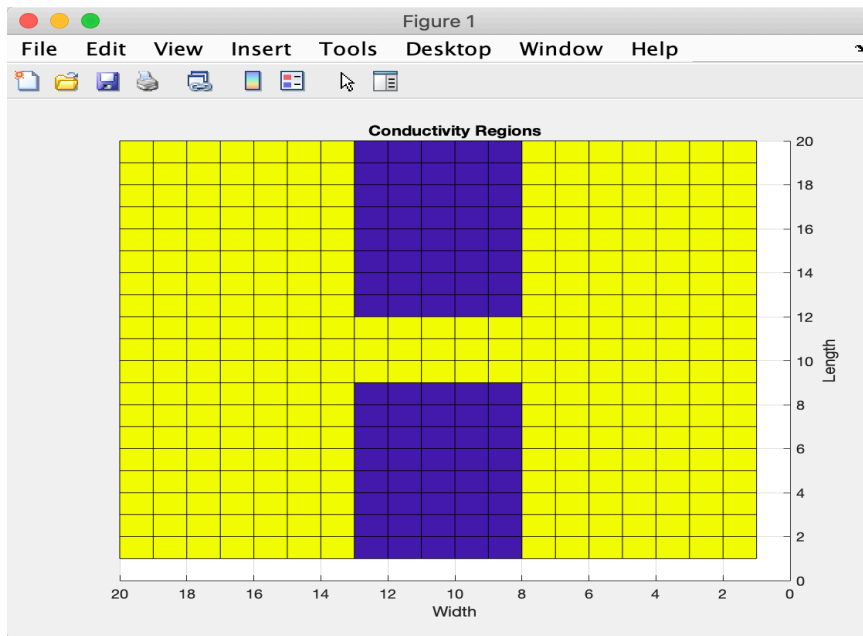 Figure 1
File Edit View Insert Tools Desktop Window Help
Conductivity Regions
20
18
16
14
12
10
8
6
4
2
0
Length
20 18 16 14 12 10 8 6 4 2 0
Width